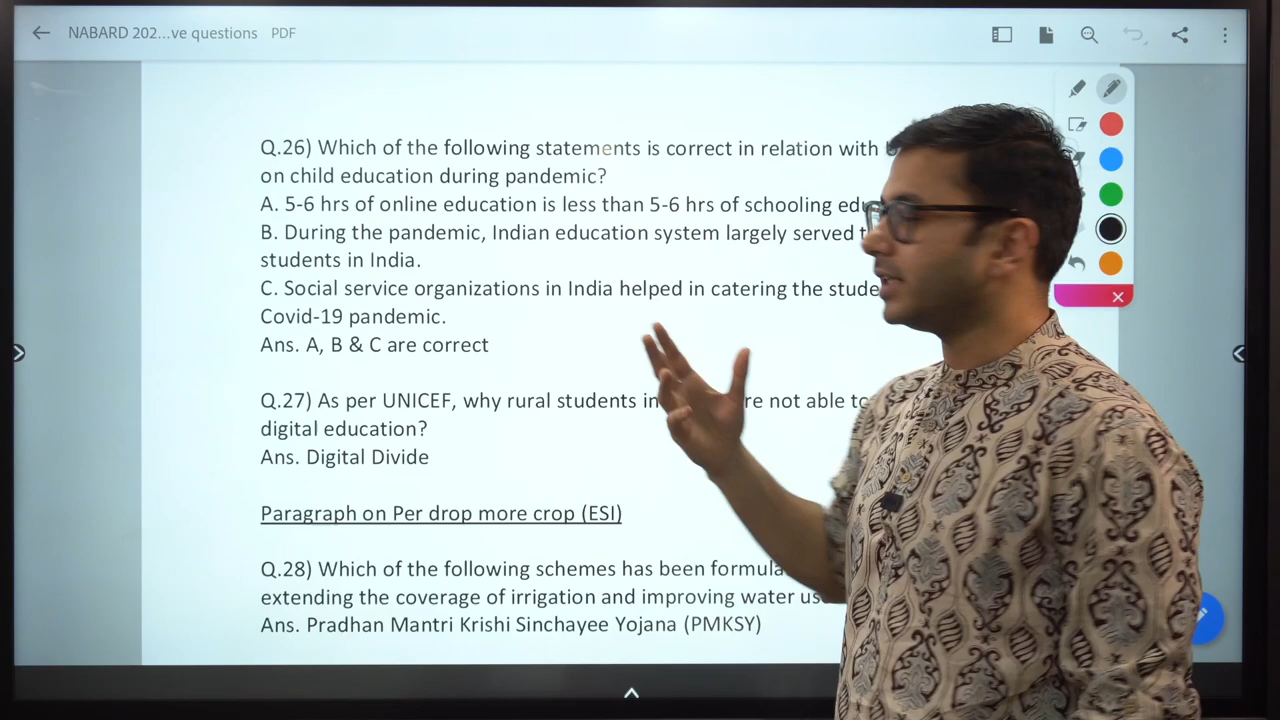 NABARD 202...ve questions PDF
Q.26) Which of the following statements is correct in relation with
on child education during pandemic?
A. 5-6 hrs of online education is less than 5-6 hrs of schooling
B. During the pandemic, Indian education system largely served
students in India.
C. Social service organizations in India helped in catering the
Covid-19 pandemic.
Ans. A, B & C are correct
Q.27) As per UNICEF, why rural students in not able to
digital education?
Ans. Digital Divide
Paragraph on Per drop more crop (ESI)
Q.28) Which of the following schemes has been
extending the coverage of irrigation and improving water
Ans. Pradhan Mantri Krishi Sinchayee Yojana (PMKSY)